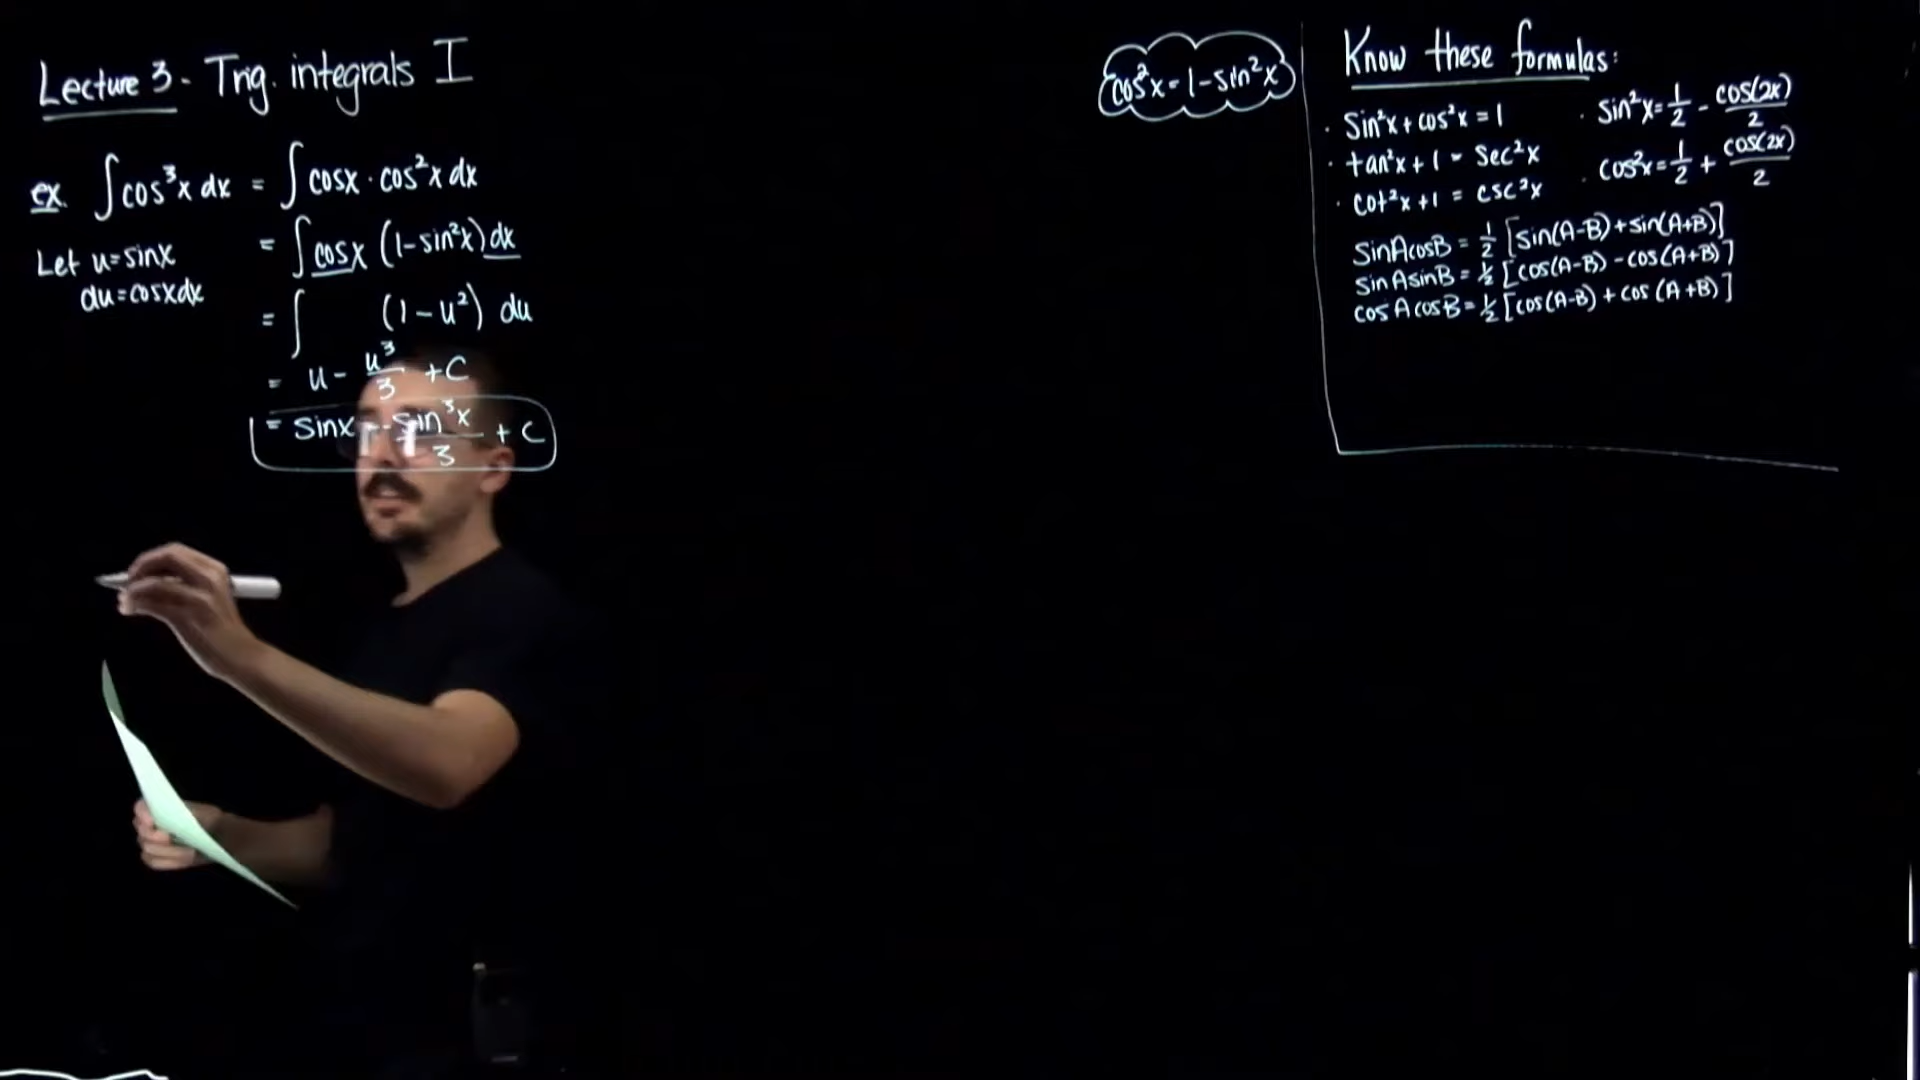 Lecture 3 - Trig. integrals I
ex. ∫cos³x dx = ∫cosx · cos²x dx
= ∫cosx (1-sin²x)dx
Let u=sinx
du=cosxdx
= ∫ (1-u²) du
= u - u³/3 + C
= sinx - sin³x/3 + C
cos²x=1-sin²x
Know these formulas:
· sin²x+cos²x=1
· tan²x+1=sec²x
· cot²x+1=csc²x
· sin²x=1/2 - cos(2x)/2
· cos²x=1/2 + cos(2x)/2
sinAcosB=1/2[sin(A-B)+sin(A+B)]
sinAsinB=1/2[cos(A-B)-cos(A+B)]
cosAcosB=1/2[cos(A-B)+cos(A+B)]